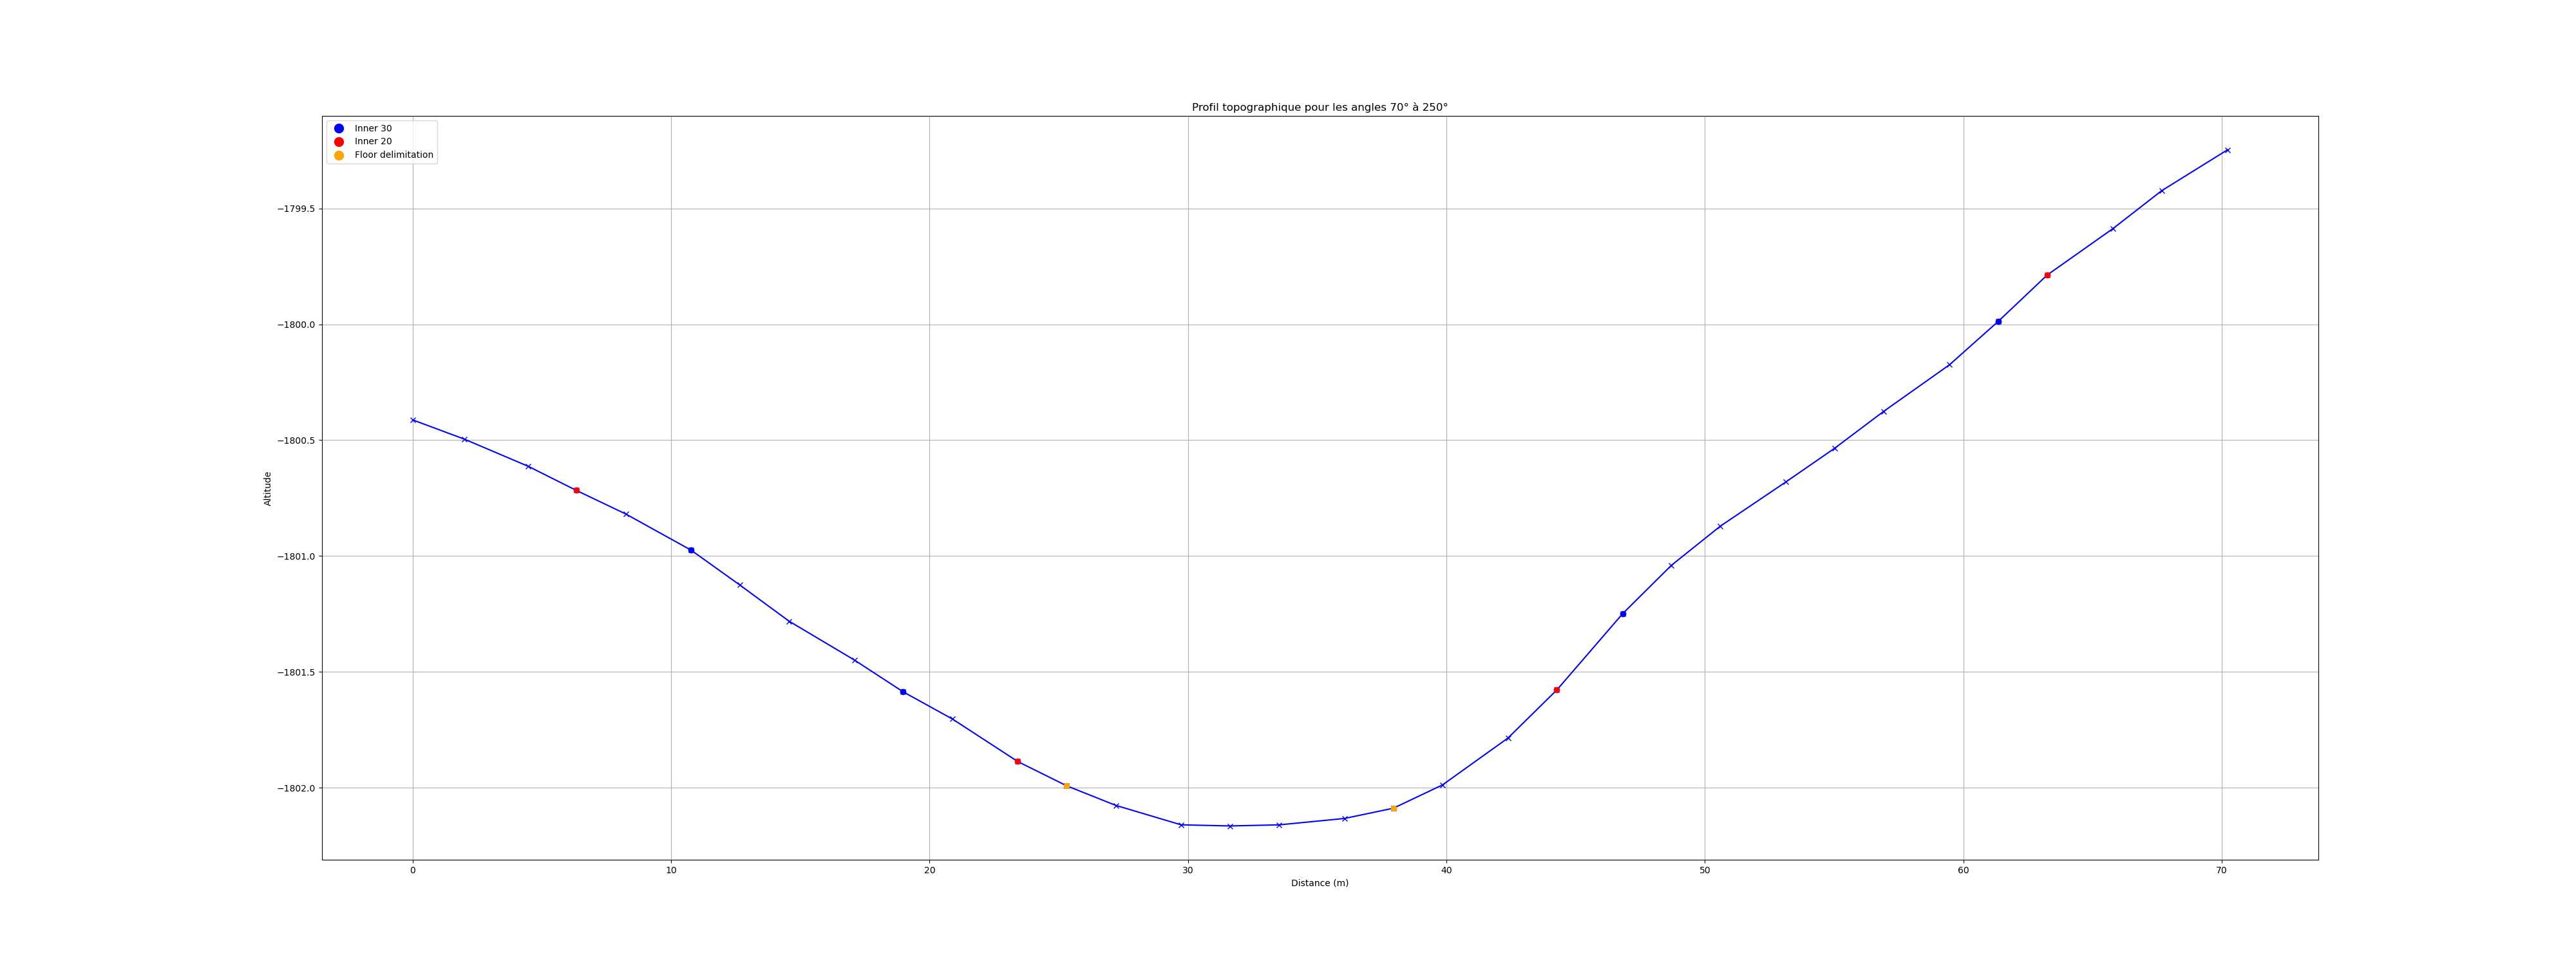 Profil topographique pour les angles 70° à 250°
Inner 30
Inner 20
Floor delimitation
−1799.5
−1800.0
−1800.5
−1801.0
−1801.5
−1802.0
Altitude
0 10 20 30 40 50 60 70
Distance (m)